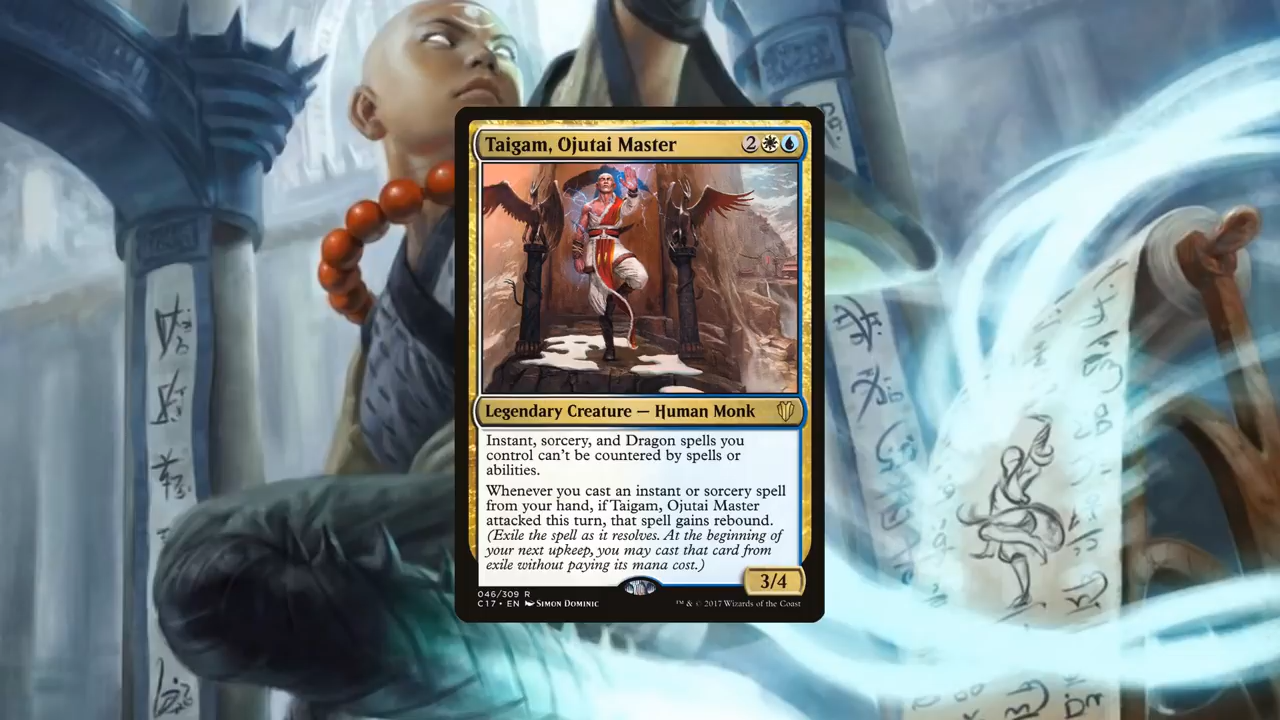 Taigam, Ojutai Master 2
Legendary Creature — Human Monk
Instant, sorcery, and Dragon spells you
control can't be countered by spells or
abilities.
Whenever you cast an instant or sorcery spell
from your hand, if Taigam, Ojutai Master
attacked this turn, that spell gains rebound.
(Exile the spell as it resolves. At the beginning
of your next upkeep, you may cast that card from
exile without paying its mana cost.)
3/4
046/309 R
C17 • EN Simon Dominic
™ & © 2017 Wizards of the Coast